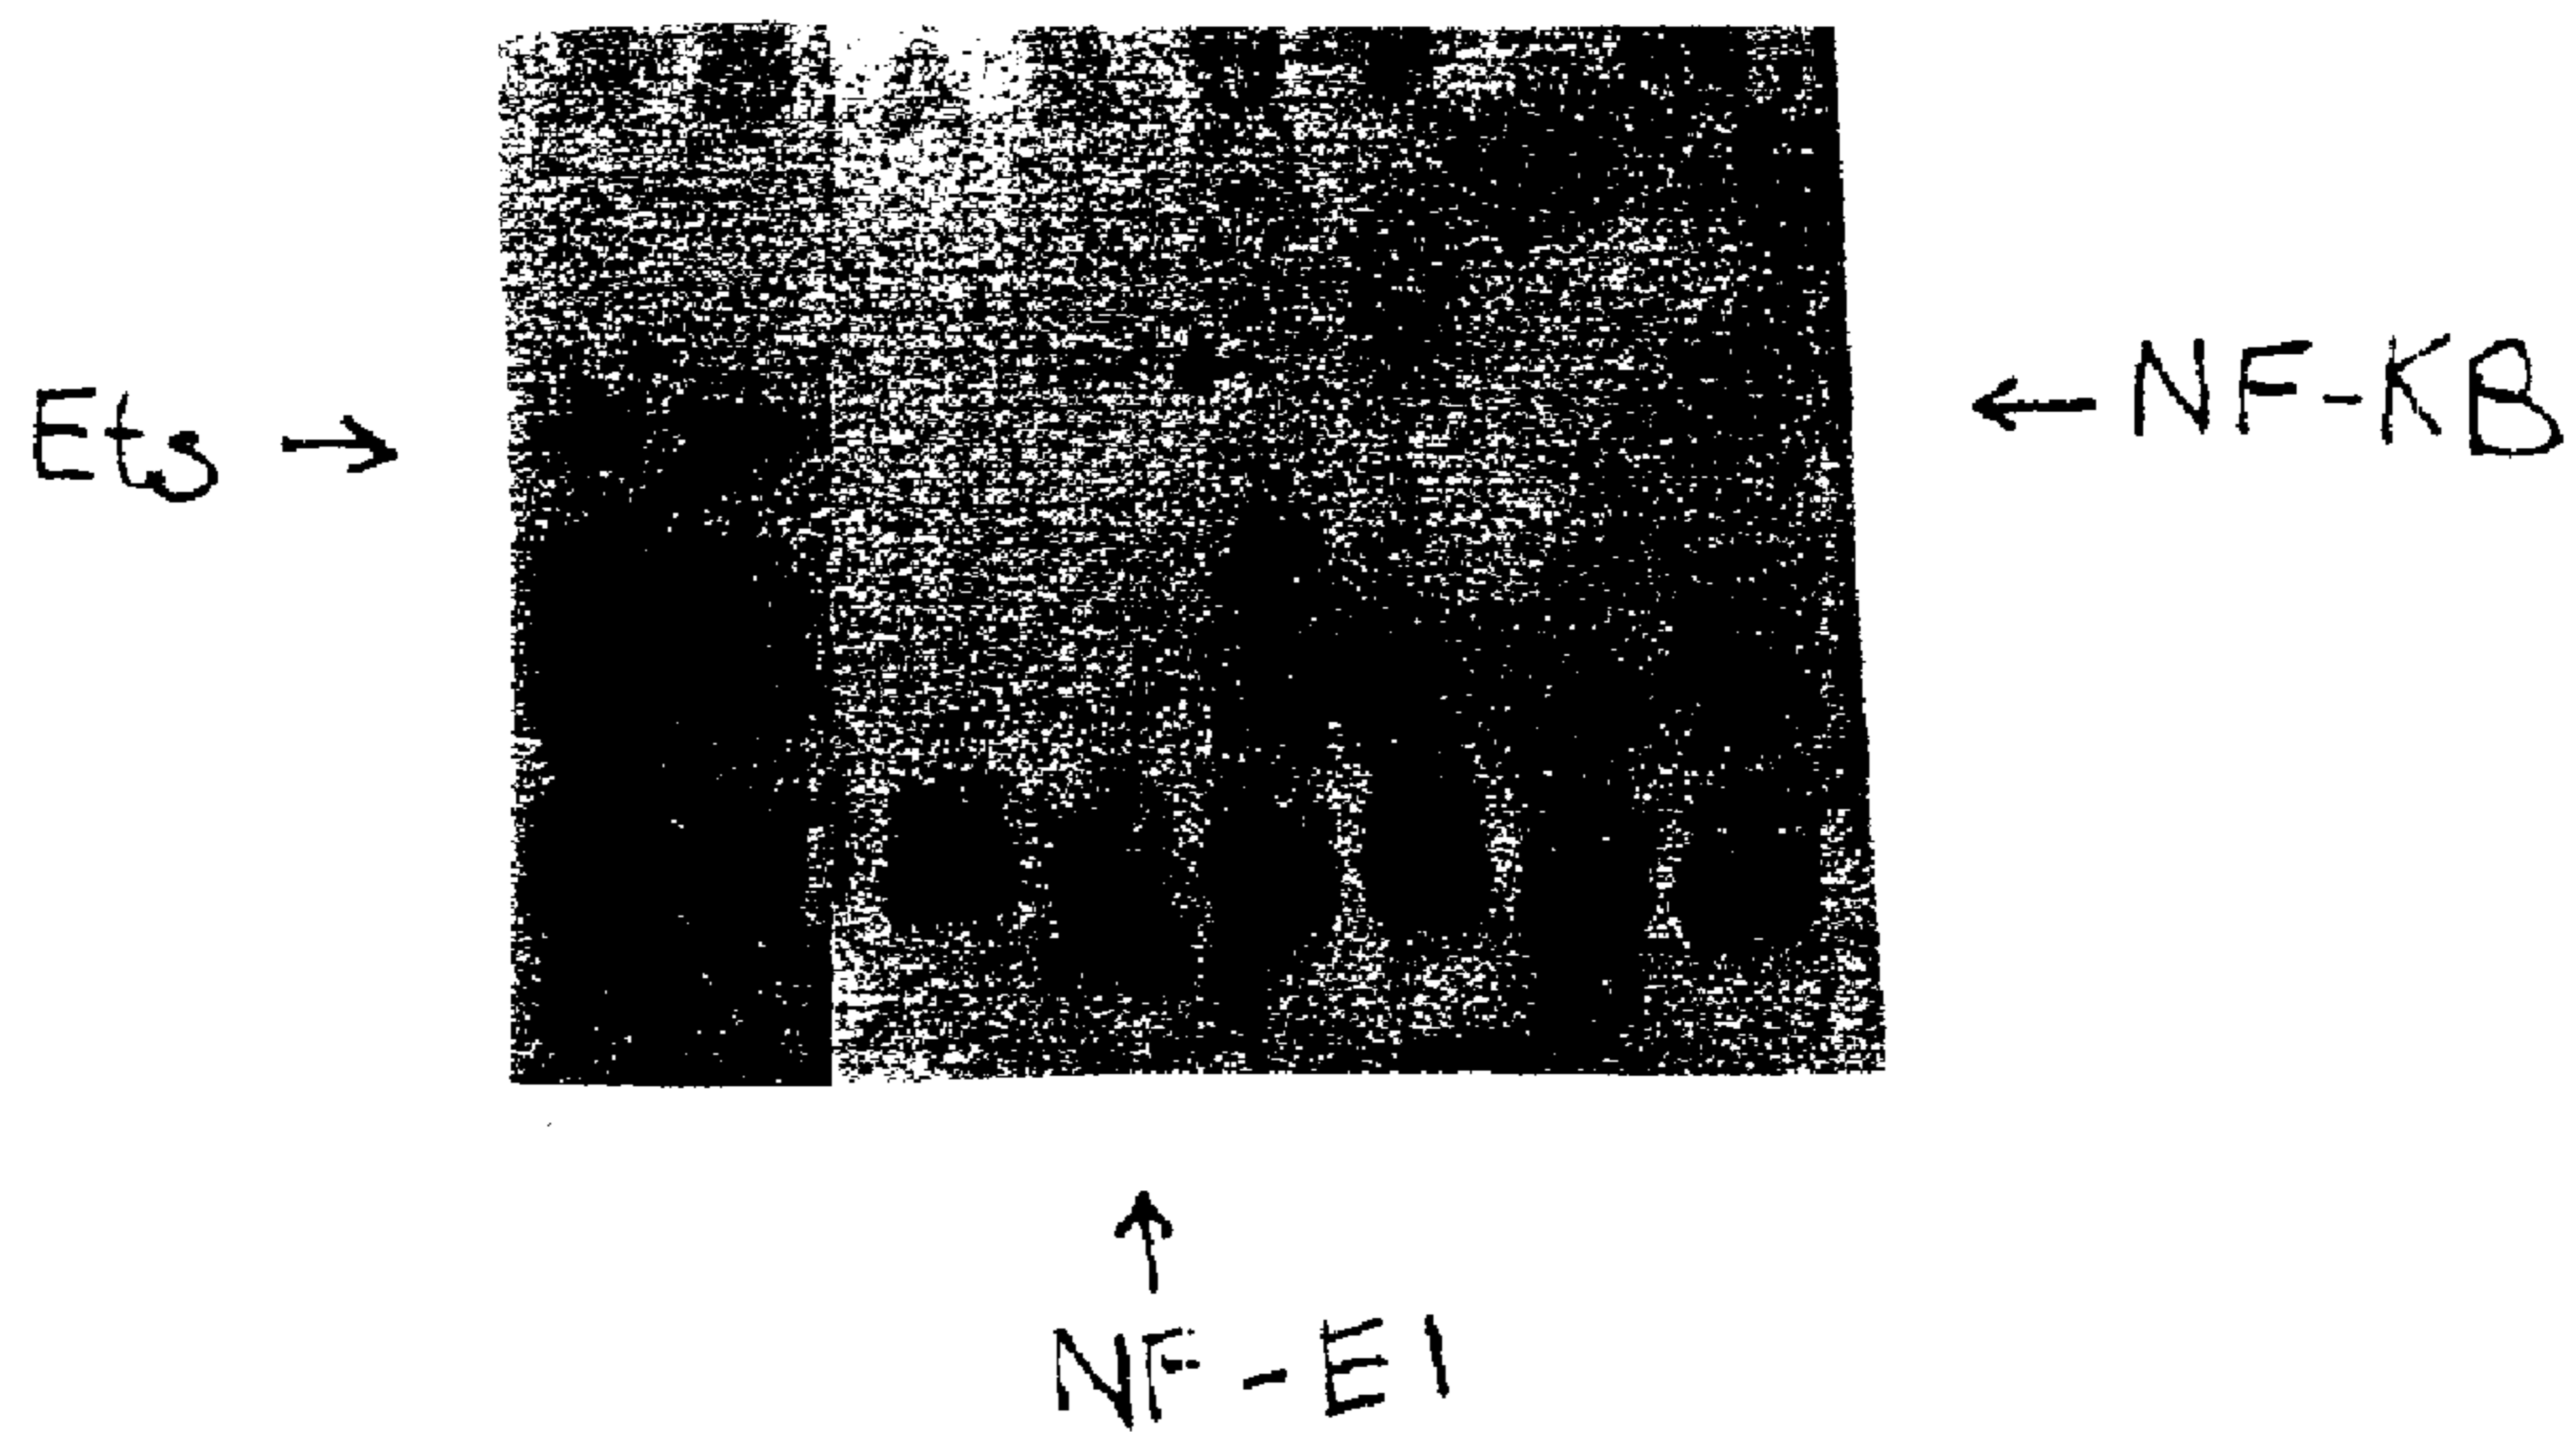 Ets →
← NF-KB
↑
NF-E1